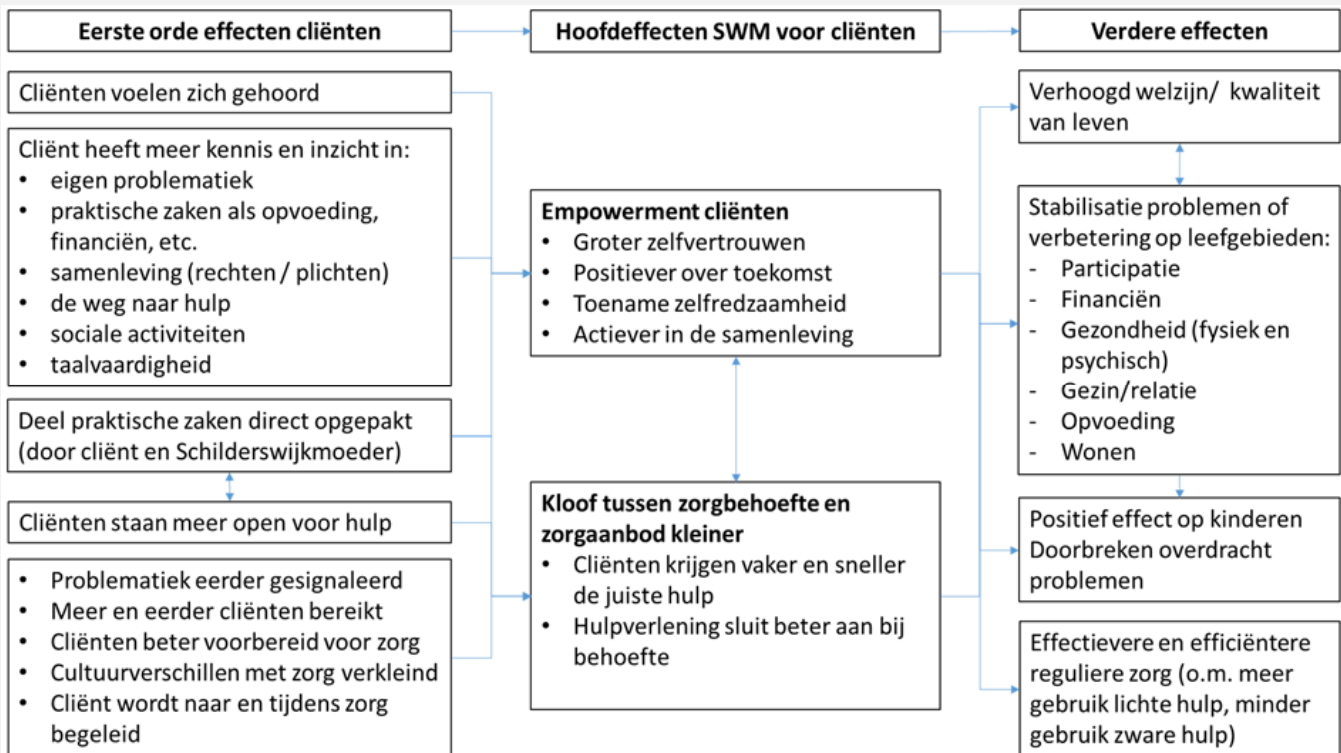 Eerste orde effecten cliënten
Hoofdeffecten SWM voor cliënten
Verdere effecten
Cliënten voelen zich gehoord
Cliënt heeft meer kennis en inzicht in:
• eigen problematiek
• praktische zaken als opvoeding,
financiën, etc.
• samenleving (rechten / plichten)
• de weg naar hulp
• sociale activiteiten
• taalvaardigheid
Deel praktische zaken direct opgepakt
(door cliënt en Schilderswijkmoeder)
Cliënten staan meer open voor hulp
• Problematiek eerder gesignaleerd
• Meer en eerder cliënten bereikt
• Cliënten beter voorbereid voor zorg
• Cultuurverschillen met zorg verkleind
• Cliënt wordt naar en tijdens zorg
begeleid
Empowerment cliënten
• Groter zelfvertrouwen
• Positiever over toekomst
• Toename zelfredzaamheid
• Actiever in de samenleving
Kloof tussen zorgbehoefte en
zorgaanbod kleiner
• Cliënten krijgen vaker en sneller
de juiste hulp
• Hulpverlening sluit beter aan bij
behoefte
Verhoogd welzijn/ kwaliteit
van leven
Stabilisatie problemen of
verbetering op leefgebieden:
- Participatie
- Financiën
- Gezondheid (fysiek en
psychisch)
- Gezin/relatie
- Opvoeding
- Wonen
Positief effect op kinderen
Doorbreken overdracht
problemen
Effectievere en efficiëntere
reguliere zorg (o.m. meer
gebruik lichte hulp, minder
gebruik zware hulp)